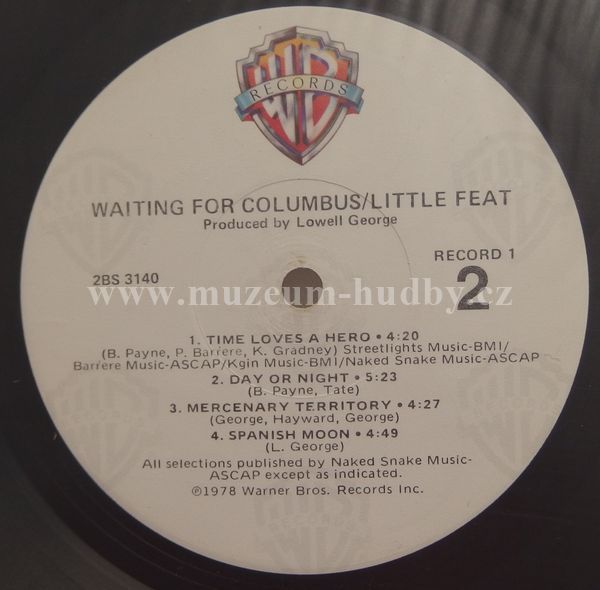 WB
RECORDS
WAITING FOR COLUMBUS/LITTLE FEAT
Produced by Lowell George
2BS 3140
RECORD 1
2
www.muzeum-hudby.cz
1. TIME LOVES A HERO • 4:20
(B. Payne, P. Barrere, K. Gradney) Streetlights Music-BMI/
Barrere Music-ASCAP/Kgin Music-BMI/Naked Snake Music-ASCAP
2. DAY OR NIGHT • 5:23
(B. Payne, Tate)
3. MERCENARY TERRITORY • 4:27
(George, Hayward, George)
4. SPANISH MOON • 4:49
(L. George)
All selections published by Naked Snake Music-
ASCAP except as indicated.
℗1978 Warner Bros. Records Inc.